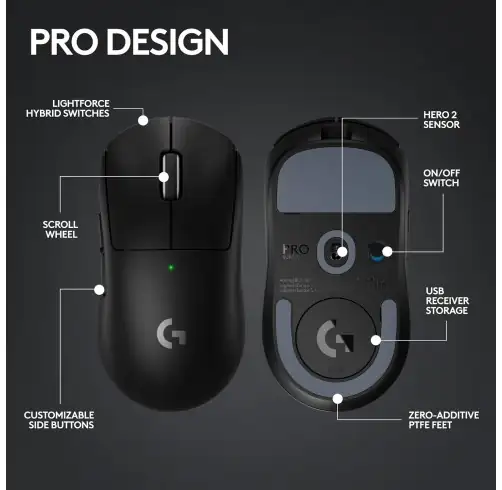 PRO DESIGN
LIGHTFORCE
HYBRID SWITCHES
HERO 2
SENSOR
ON/OFF
SWITCH
SCROLL
WHEEL
PRO
USB
RECEIVER
STORAGE
CUSTOMIZABLE
SIDE BUTTONS
ZERO-ADDITIVE
PTFE FEET